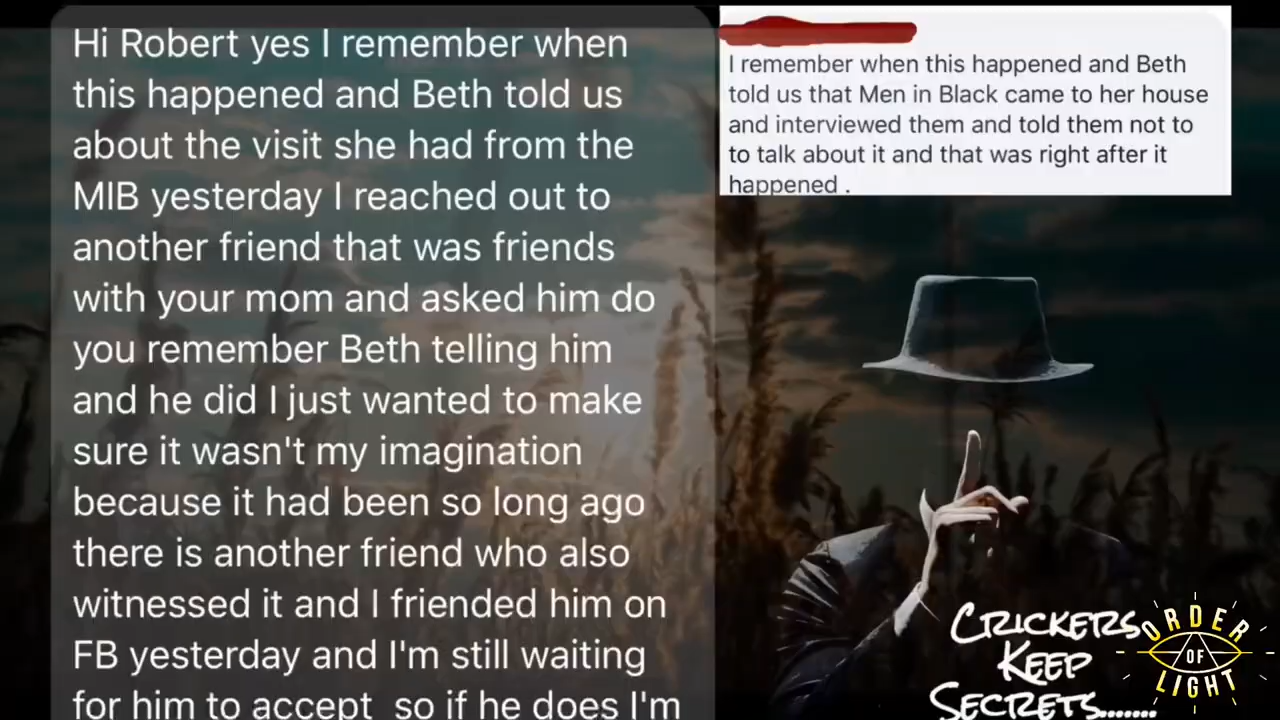 Hi Robert yes I remember when
this happened and Beth told us
about the visit she had from the
MIB yesterday I reached out to
another friend that was friends
with your mom and asked him do
you remember Beth telling him
and he did I just wanted to make
sure it wasn't my imagination
because it had been so long ago
there is another friend who also
witnessed it and I friended him on
FB yesterday and I'm still waiting
for him to accept so if he does I'm
I remember when this happened and Beth
told us that Men in Black came to her house
and interviewed them and told them not to
to talk about it and that was right after it
happened .
CRICKERS
KEEP
SECRETS.......
ORDER
OF
LIGHT